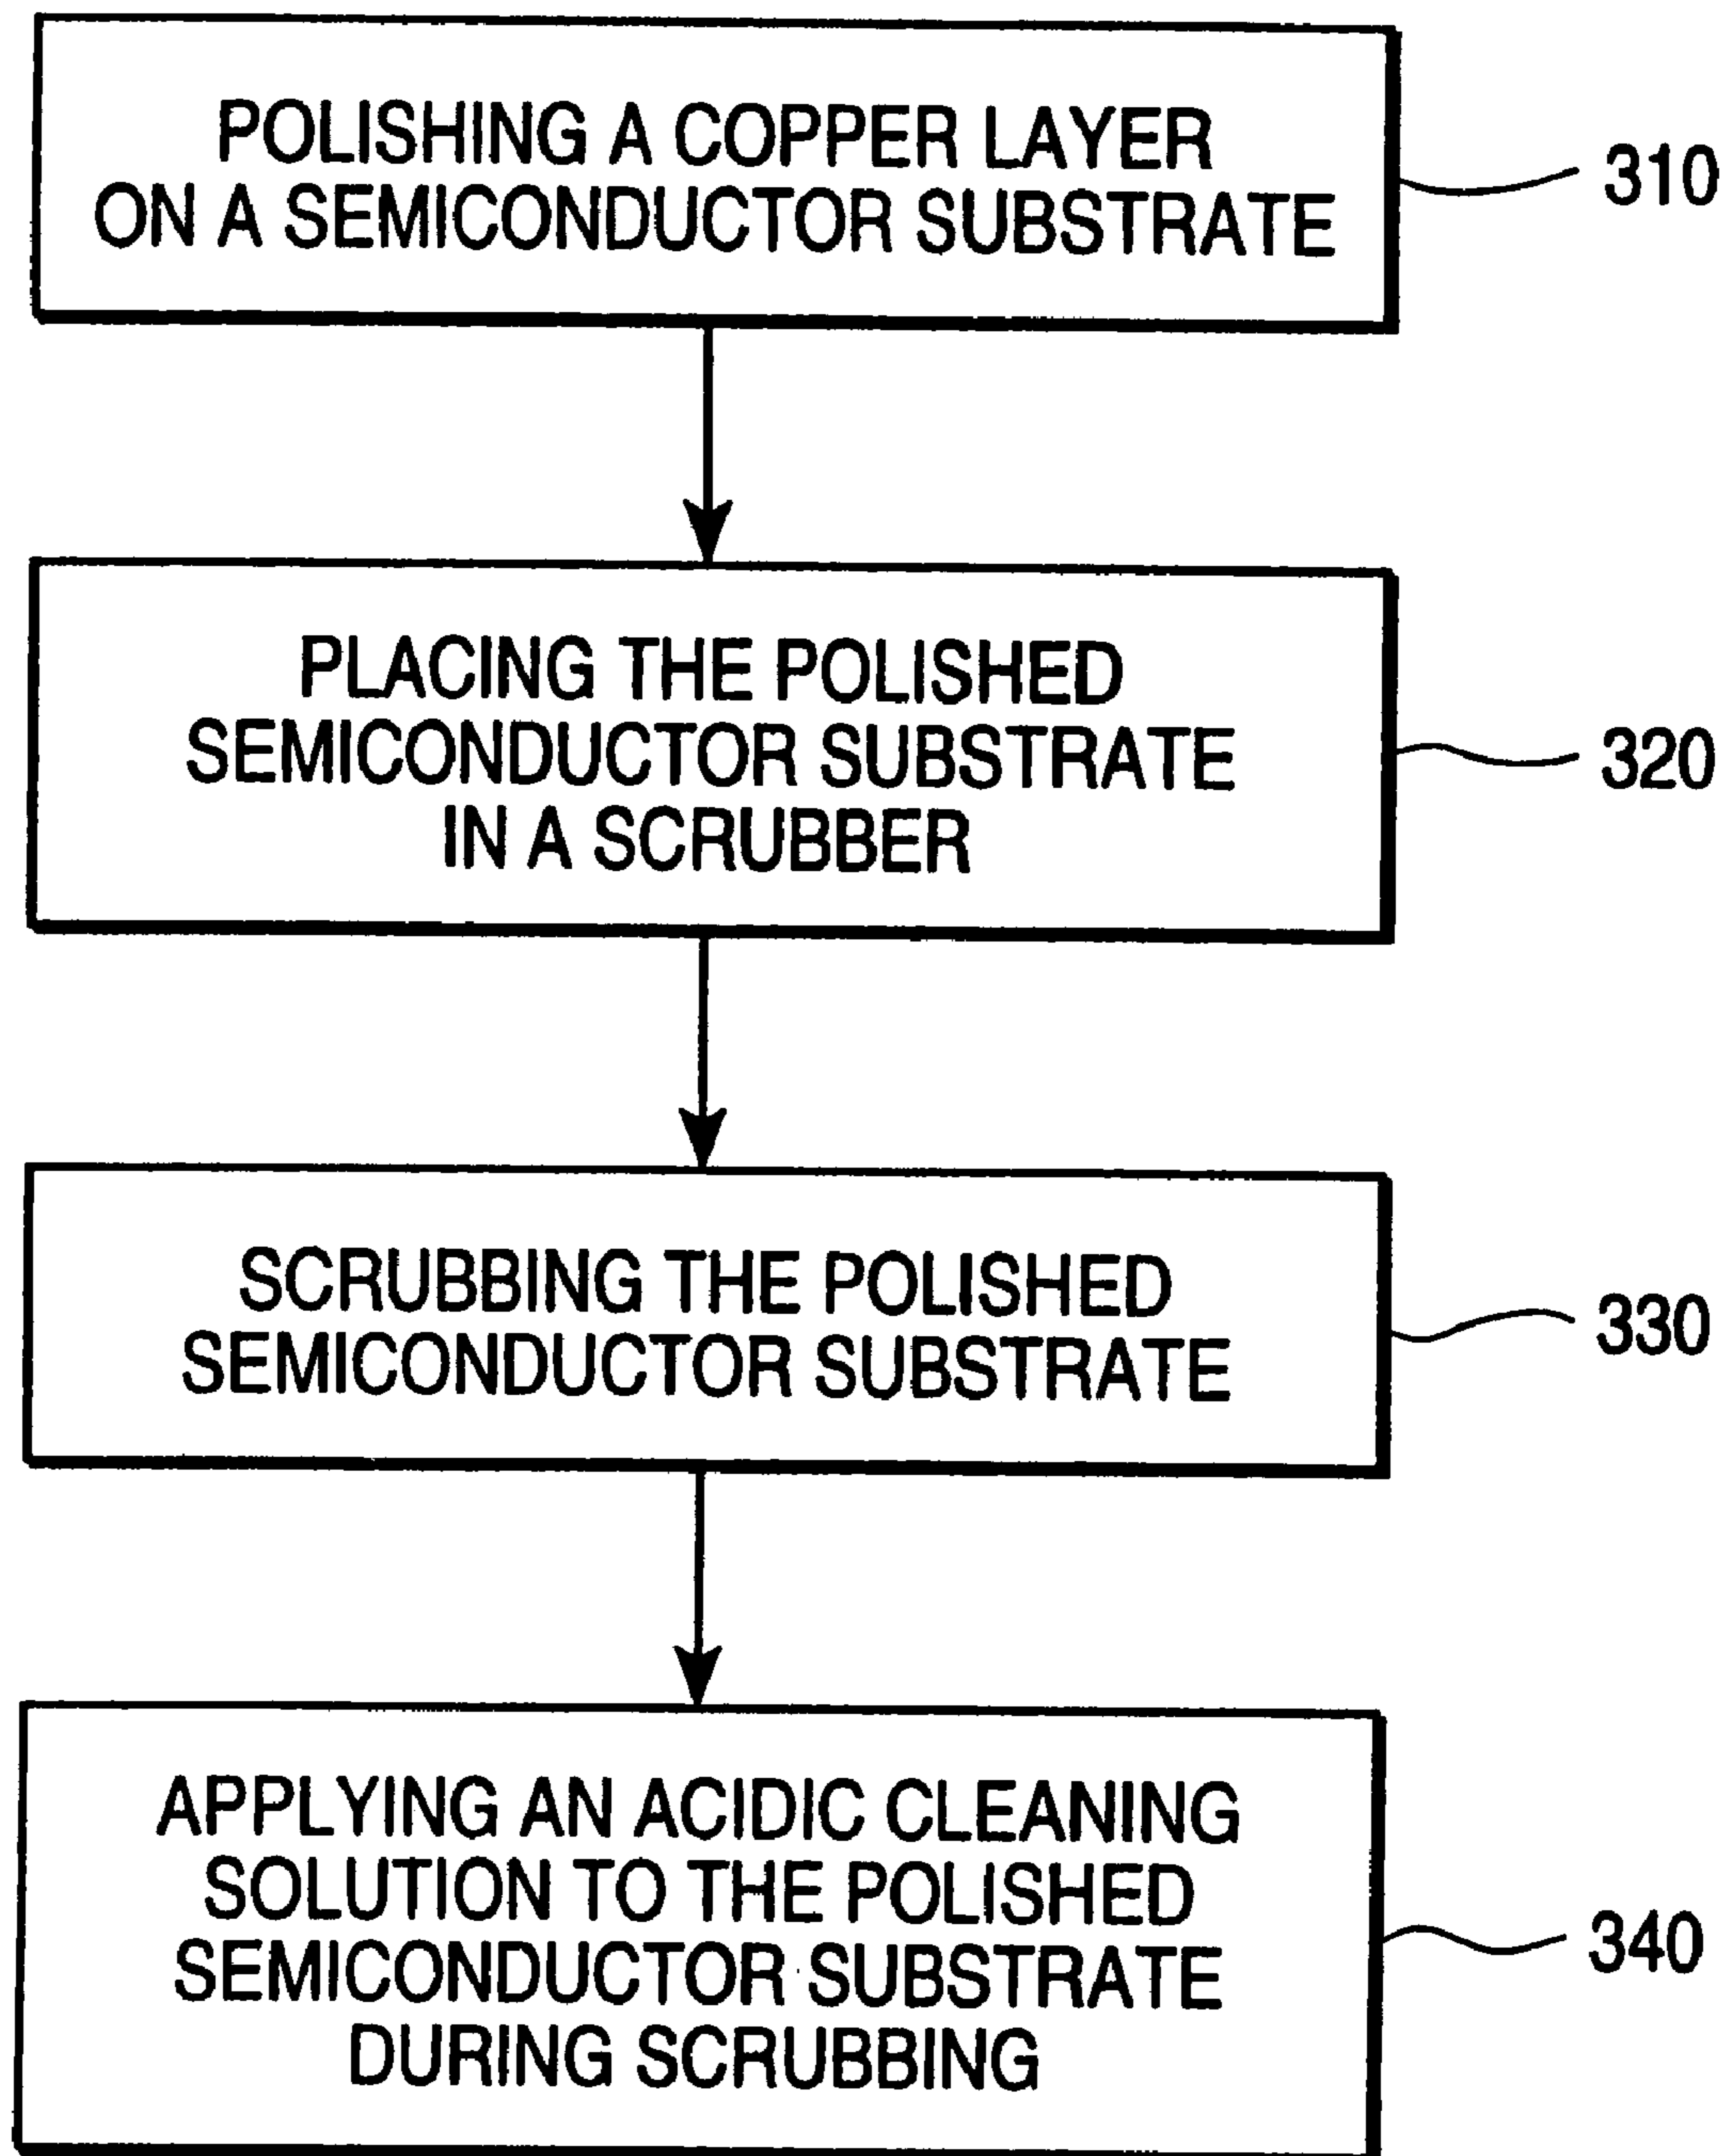 POLISHING A COPPER LAYER
ON A SEMICONDUCTOR SUBSTRATE
310
PLACING THE POLISHED
SEMICONDUCTOR SUBSTRATE
IN A SCRUBBER
320
SCRUBBING THE POLISHED
SEMICONDUCTOR SUBSTRATE
330
APPLYING AN ACIDIC CLEANING
SOLUTION TO THE POLISHED
SEMICONDUCTOR SUBSTRATE
DURING SCRUBBING
340